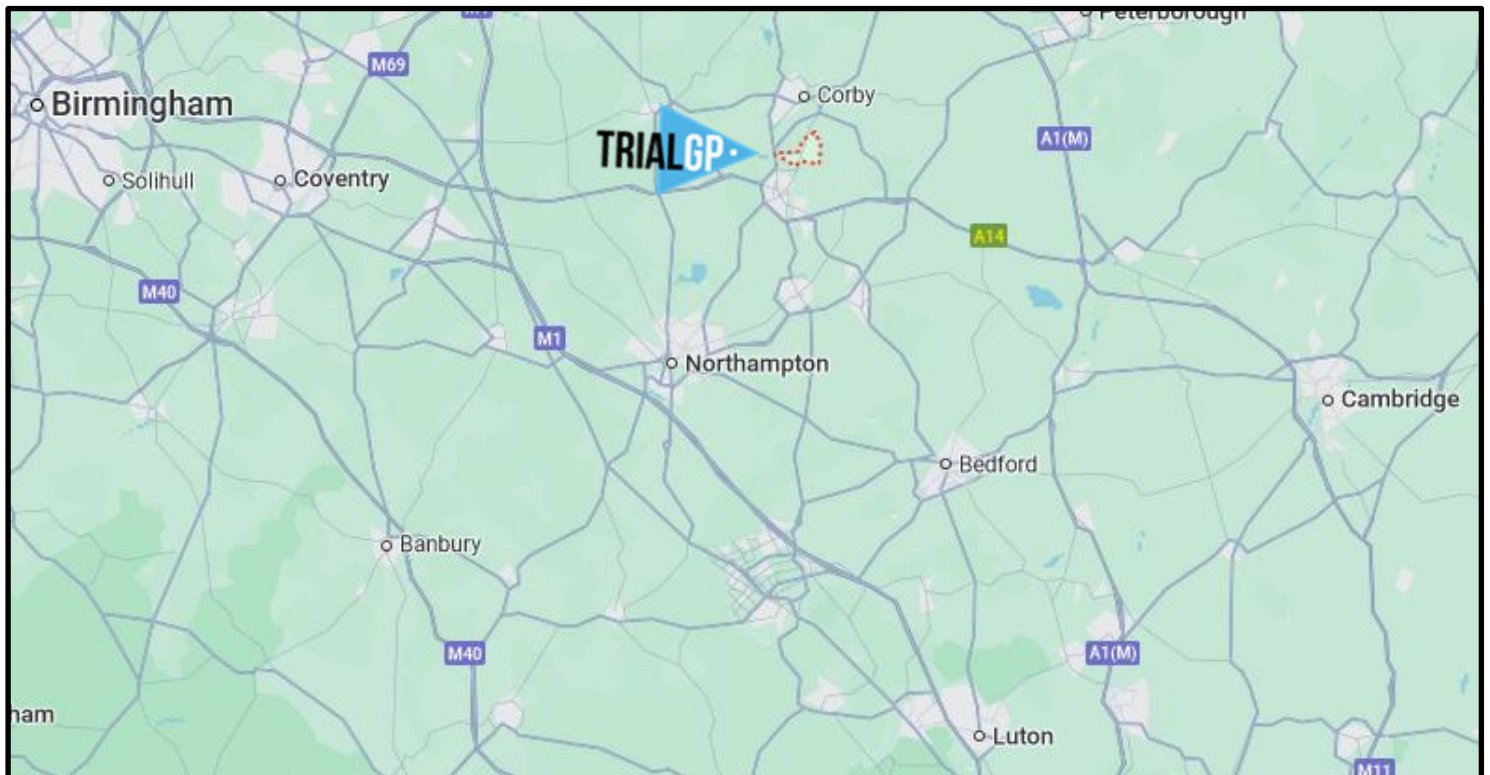 M1
Peterborough
M69
Birmingham
Corby
A1(M)
TRIALGP
Solihull
Coventry
A14
M40
M1
Northampton
Cambridge
Bedford
Banbury
M40
A1(M)
ham
Luton
M11